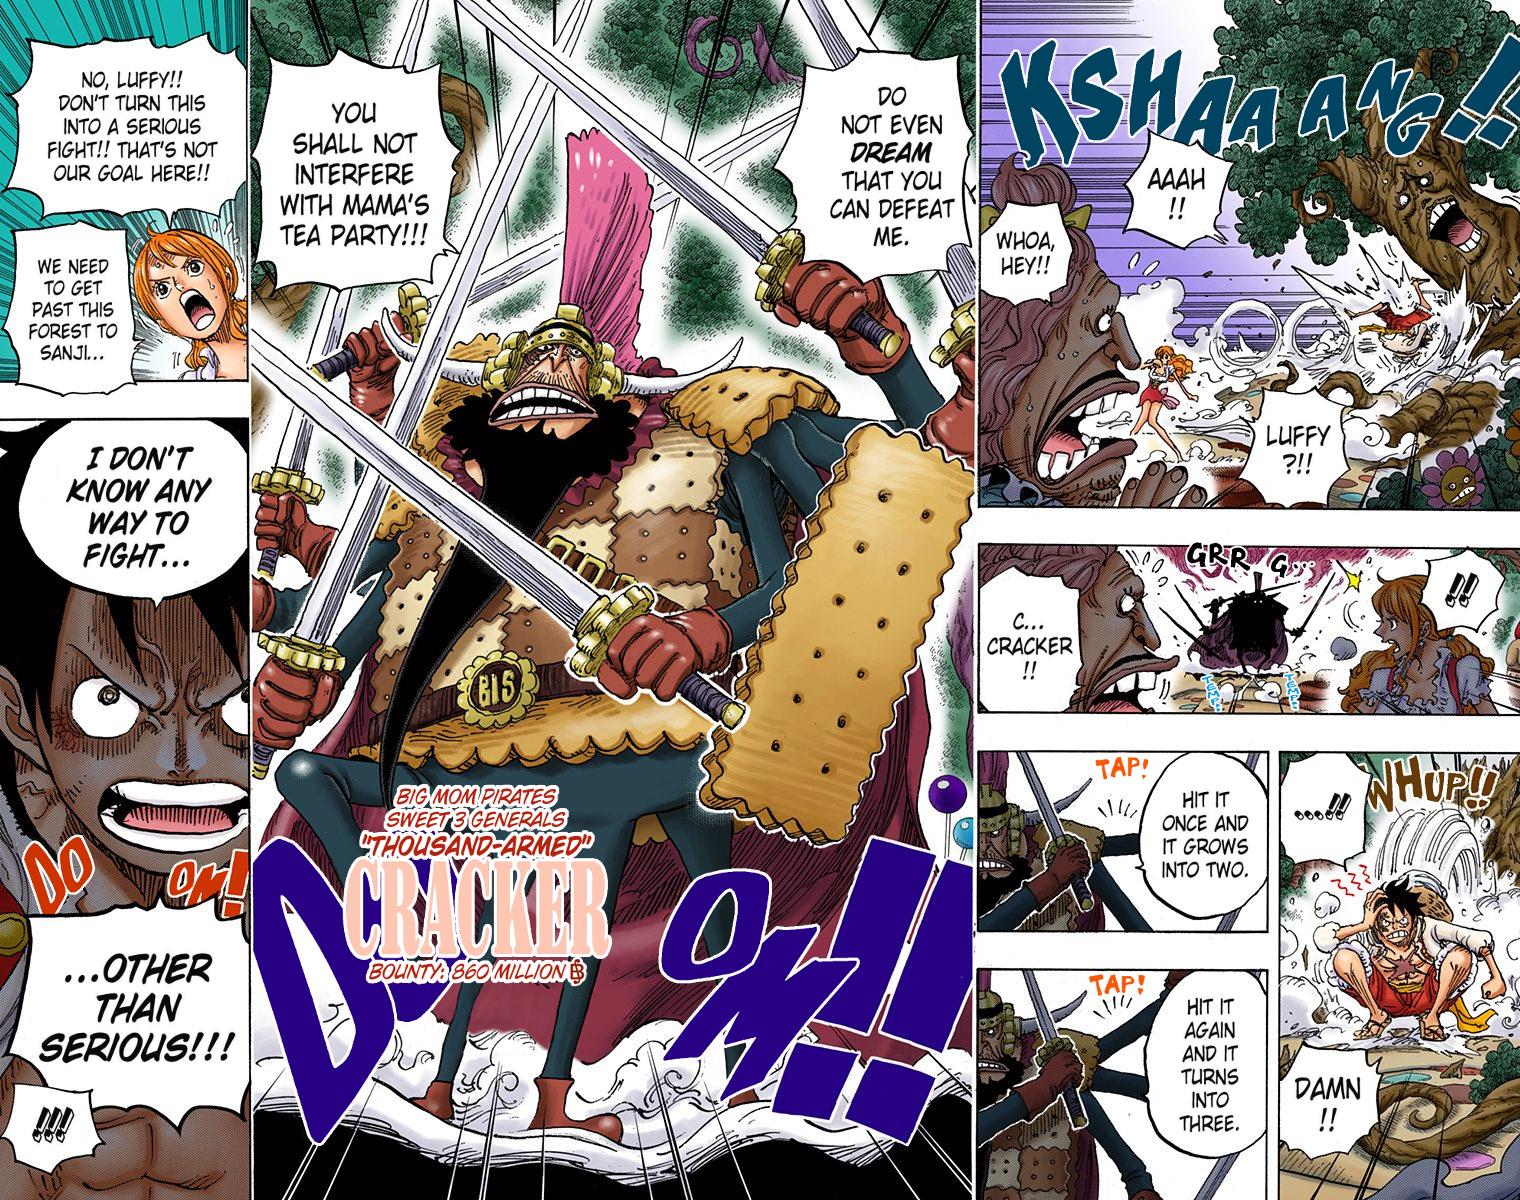 KSHAA ANG!!
AAAH
!!
WHOA,
HEY!!
LUFFY
?!!
GRR G...
!!
C...
CRACKER
!!
TEMP..
TEMP..
WHUP!!
....!!
DAMN
!!
TAP!
HIT IT
ONCE AND
IT GROWS
INTO TWO.
TAP!
HIT IT
AGAIN
AND IT
TURNS
INTO
THREE.
DO
NOT EVEN
DREAM
THAT YOU
CAN DEFEAT
ME.
YOU
SHALL NOT
INTERFERE
WITH MAMA'S
TEA PARTY!!!
BIS
BIG MOM PIRATES
SWEET 3 GENERALS
"THOUSAND-ARMED"
CRACKER
BOUNTY: 860 MILLION
DO OM!!
NO, LUFFY!!
DON'T TURN THIS
INTO A SERIOUS
FIGHT!! THAT'S NOT
OUR GOAL HERE!!
WE NEED
TO GET
PAST THIS
FOREST TO
SANJI...
I DON'T
KNOW ANY
WAY TO
FIGHT...
DO OM!
...OTHER
THAN
SERIOUS!!!
!!!